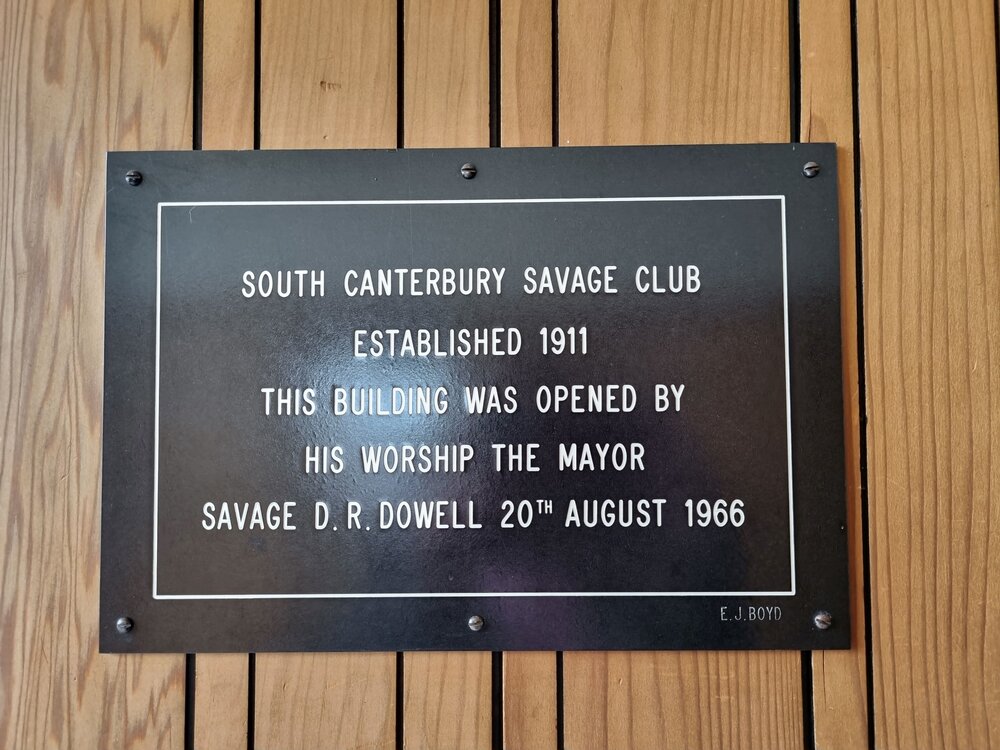 SOUTH CANTERBURY SAVAGE CLUB
ESTABLISHED 1911
THIS BUILDING WAS OPENED BY
HIS WORSHIP THE MAYOR
SAVAGE D.R. DOWELL 20TH AUGUST 1966
E.J.BOYD